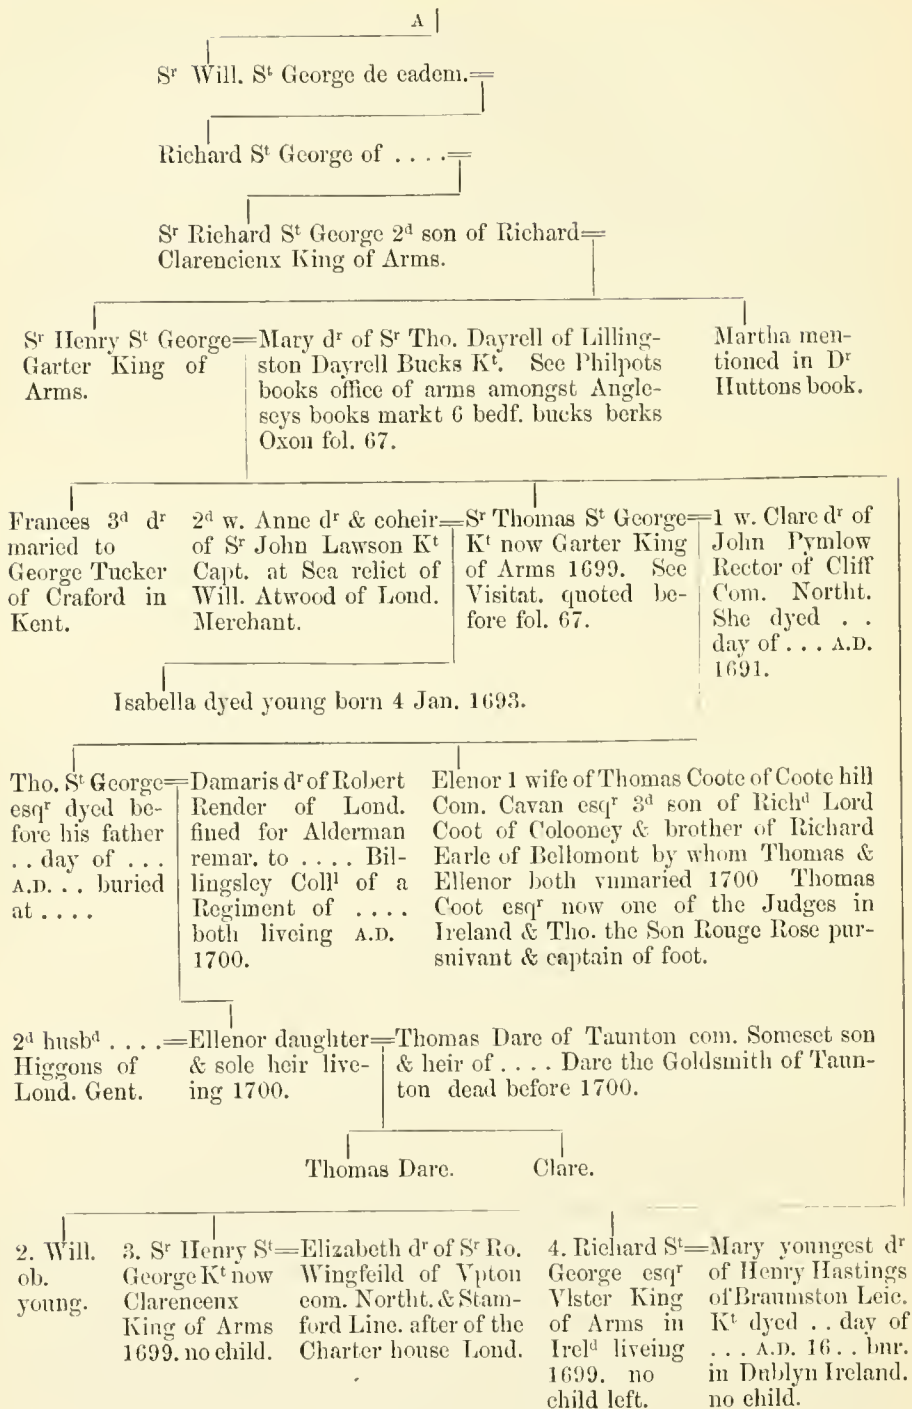 A
Sʳ Will. Sᵗ George de eadem.=
Richard Sᵗ George of . . . .=
Sʳ Richard Sᵗ George 2ᵈ son of Richard=
Clarencieux King of Arms.
Sʳ Henry Sᵗ George=
Garter King of
Arms.
Mary dʳ of Sʳ Tho. Dayrell of Lilling-
ston Dayrell Bucks Kᵗ. See Philpots
books office of arms amongst Angle-
seys books markt 6 bedf. bucks berks
Oxon fol. 67.
Martha men-
tioned in Dʳ
Huttons book.
Frances 3ᵈ dʳ
maried to
George Tucker
of Craford in
Kent.
2ᵈ w. Anne dʳ & coheir=
of Sʳ John Lawson Kᵗ
Capt. at Sea relict of
Will. Atwood of Lond.
Merchant.
Sʳ Thomas Sᵗ George=
Kᵗ now Garter King
of Arms 1699. See
Visitat. quoted be-
fore fol. 67.
1 w. Clare dʳ of
John Pymlow
Rector of Cliff
Com. Northt.
She dyed . .
day of . . . A.D.
1691.
Isabella dyed young born 4 Jan. 1693.
Tho. Sᵗ George=
esqʳ dyed be-
fore his father
. . day of . . .
A.D. . . buried
at . . . .
Damaris dʳ of Robert
Render of Lond.
fined for Alderman
remar. to . . . . Bil-
lingsley Collˡ of a
Regiment of . . . .
both liveing A.D.
1700.
Elenor 1 wife of Thomas Coote of Coote hill
Com. Cavan esqʳ 3ᵈ son of Richᵈ Lord
Coot of Colooney & brother of Richard
Earle of Bellomont by whom Thomas &
Ellenor both vnmaried 1700 Thomas
Coot esqʳ now one of the Judges in
Ireland & Tho. the Son Rouge Rose pur-
suivant & captain of foot.
2ᵈ husbᵈ . . . .=
Higgons of
Lond. Gent.
Ellenor daughter=
& sole heir live-
ing 1700.
Thomas Dare of Taunton com. Someset son
& heir of . . . . Dare the Goldsmith of Taun-
ton dead before 1700.
Thomas Dare.
Clare.
2. Will.
ob.
young.
3. Sʳ Henry Sᵗ=
George Kᵗ now
Clarenceux
King of Arms
1699. no child.
Elizabeth dʳ of Sʳ Ro.
Wingfeild of Vpton
com. Northt. & Stam-
ford Linc. after of the
Charter house Lond.
4. Richard Sᵗ=
George esqʳ
Vlster King
of Arms in
Irelᵈ liveing
1699. no
child left.
Mary youngest dʳ
of Henry Hastings
of Braumston Leic.
Kᵗ dyed . . day of
. . . A.D. 16 . . bur.
in Dublyn Ireland.
no child.